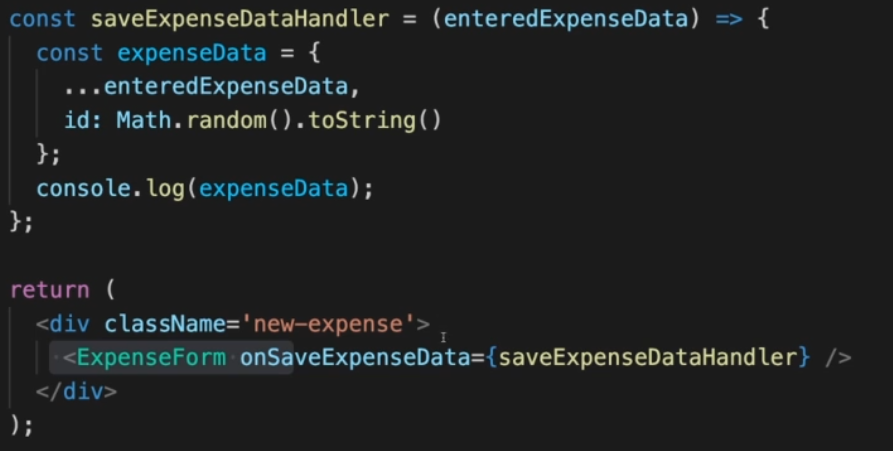 const saveExpenseDataHandler = (enteredExpenseData) => {
const expenseData = {
...enteredExpenseData,
id: Math.random().toString()
};
console.log(expenseData);
};
return (
<div className='new-expense'>
<ExpenseForm onSaveExpenseData={saveExpenseDataHandler} />
</div>
);